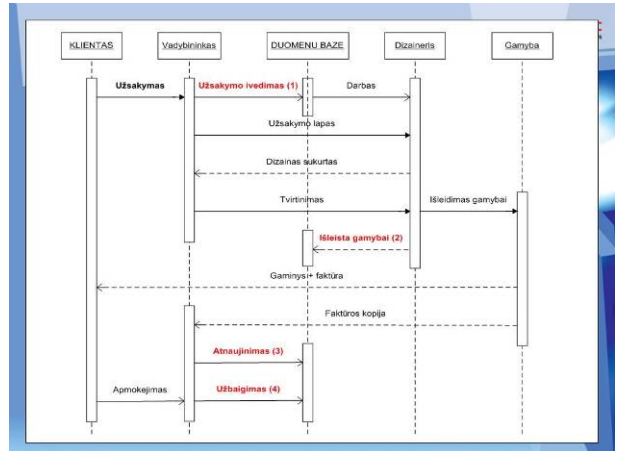 KLIENTAS Vadybininkas DUOMENU BAZE Dizaineris Gamyba
Užsakymas Užsakymo ivedimas (1) Darbas
Užsakymo lapas
Dizainas sukurtas
Tvirtinimas Išleidimas gamybai
Išleista gamybai (2)
Gaminys + faktūra
Faktūros kopija
Atnaujinimas (3)
Apmokejimas Užbaigimas (4)